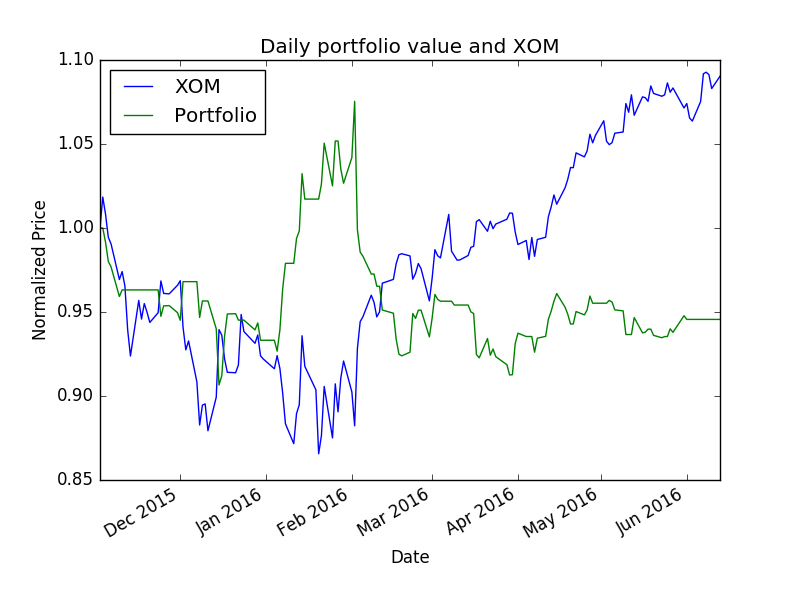 Daily portfolio value and XOM
XOM
Portfolio
1.10
1.05
1.00
0.95
0.90
0.85
Normalized Price
Dec 2015
Jan 2016
Feb 2016
Mar 2016
Apr 2016
May 2016
Jun 2016
Date